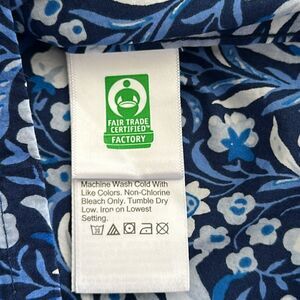 FAIR TRADE
CERTIFIED™
FACTORY
Machine Wash Cold With
Like Colors. Non-Chlorine
Bleach Only. Tumble Dry
Low. Iron on Lowest
Setting.